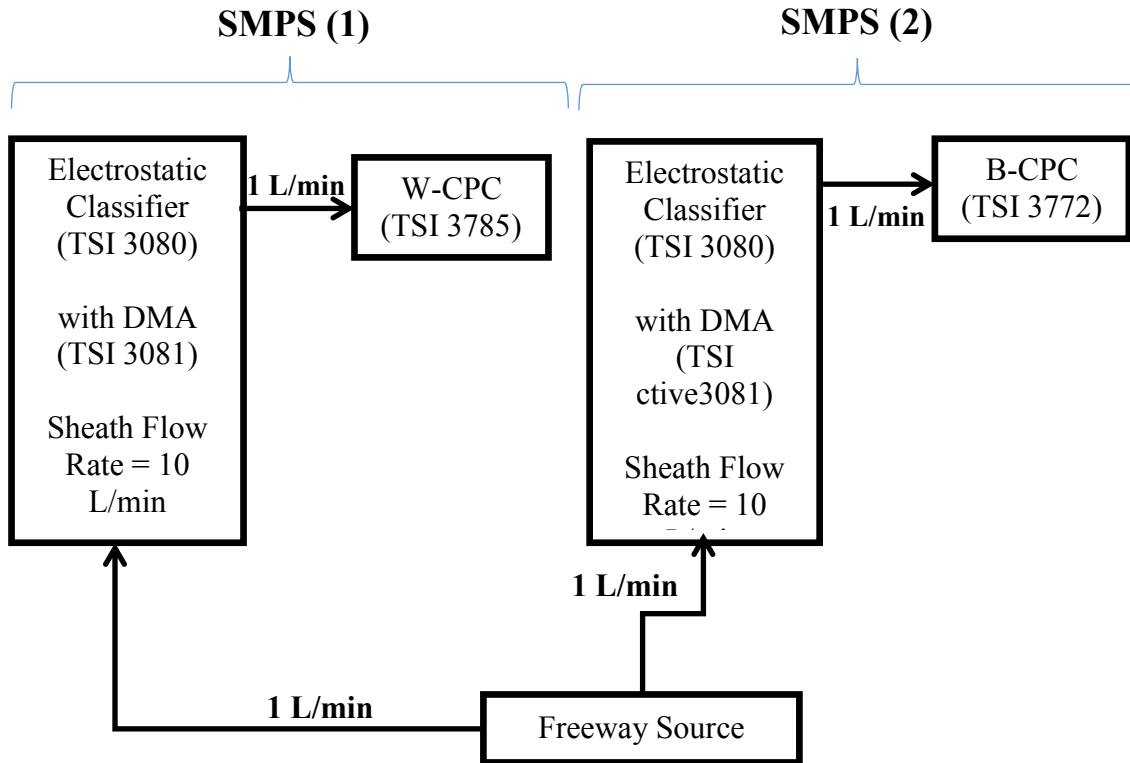 SMPS (1)
SMPS (2)
Electrostatic
Classifier
(TSI 3080)
with DMA
(TSI 3081)
Sheath Flow
Rate = 10
L/min
1 L/min
W-CPC
(TSI 3785)
Electrostatic
Classifier
(TSI 3080)
with DMA
(TSI
ctive3081)
Sheath Flow
Rate = 10
1 L/min
B-CPC
(TSI 3772)
1 L/min
1 L/min
Freeway Source